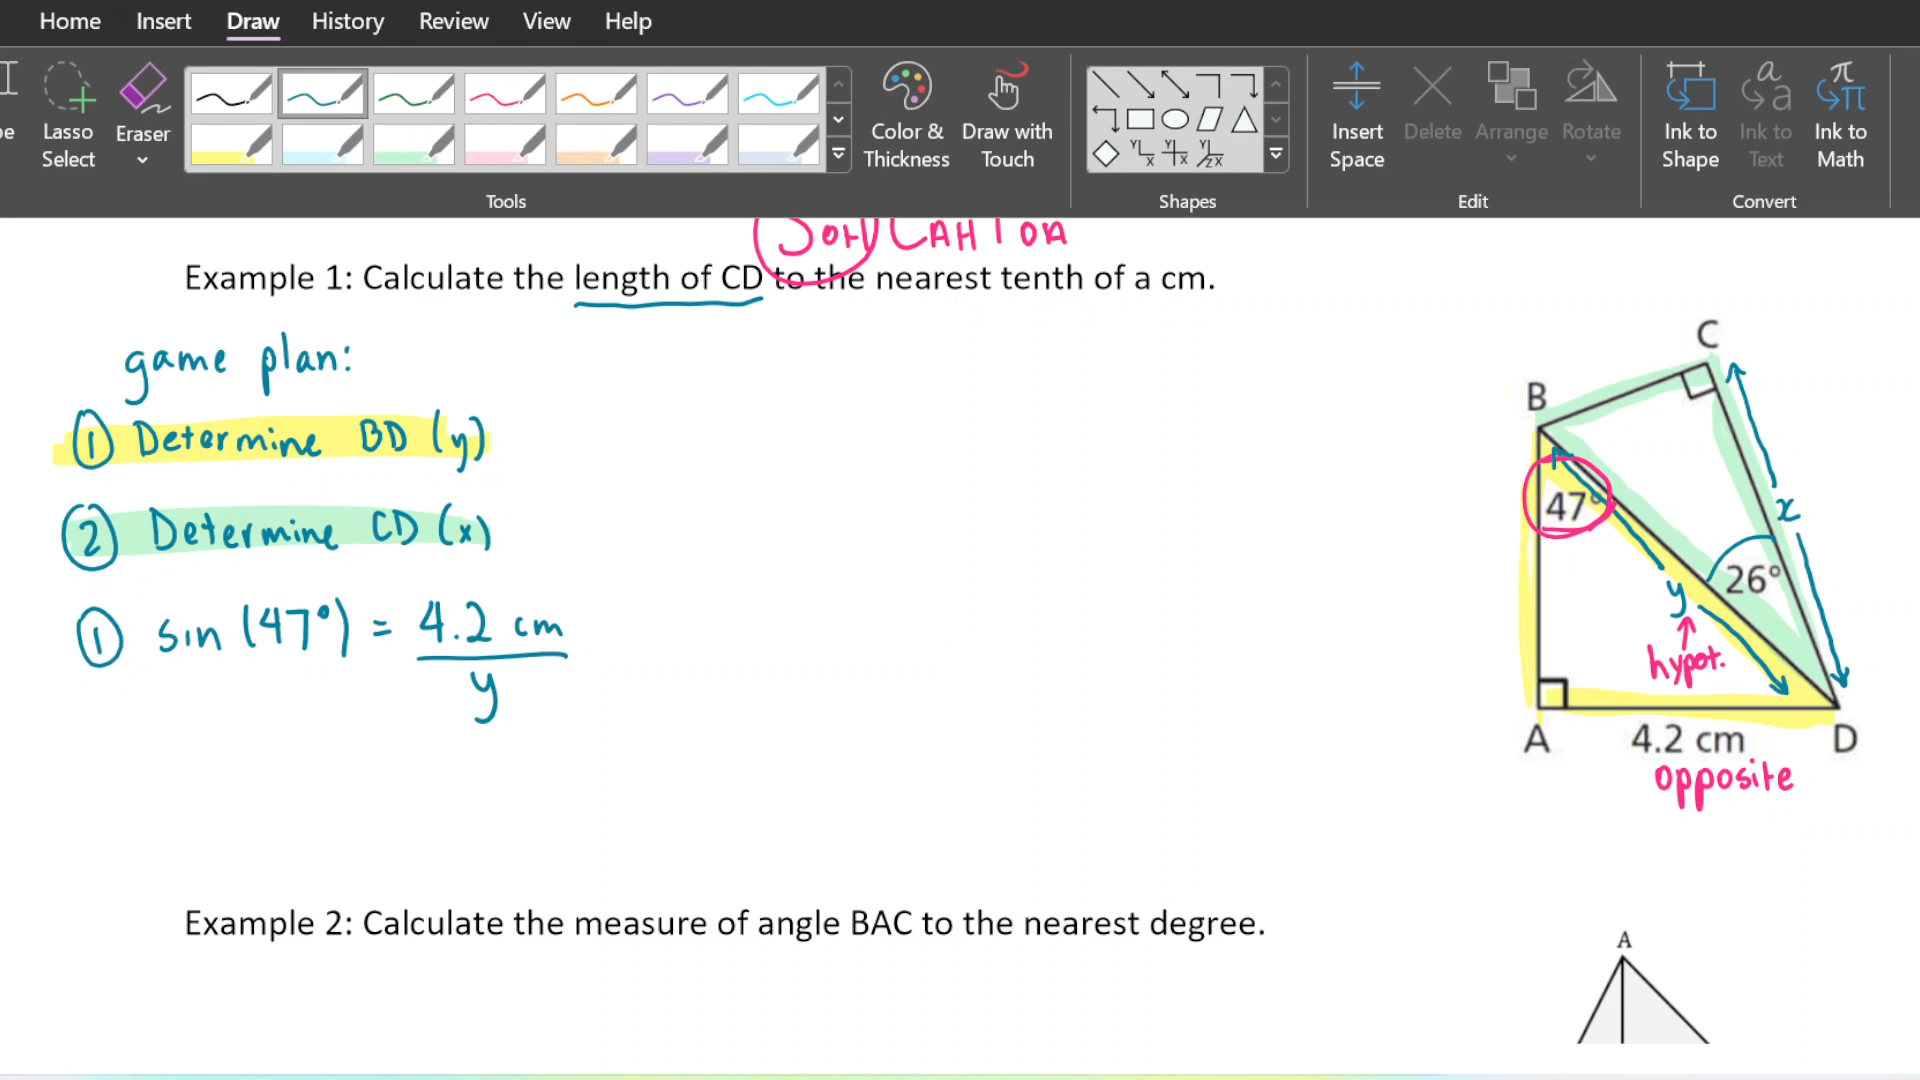 Home Insert Draw History Review View Help
Lasso Select
Eraser
Color & Thickness
Draw with Touch
Insert Space
Delete
Arrange
Rotate
Ink to Shape
Ink to Text
Ink to Math
Tools Shapes Edit Convert
SOH CAH TOA
Example 1: Calculate the length of CD to the nearest tenth of a cm.
game plan:
① Determine BD (y)
② Determine CD (x)
① sin (47°) = 4.2 cm
y
C
B
47°
x
26°
y
hypot.
A 4.2 cm D
opposite
Example 2: Calculate the measure of angle BAC to the nearest degree.
A